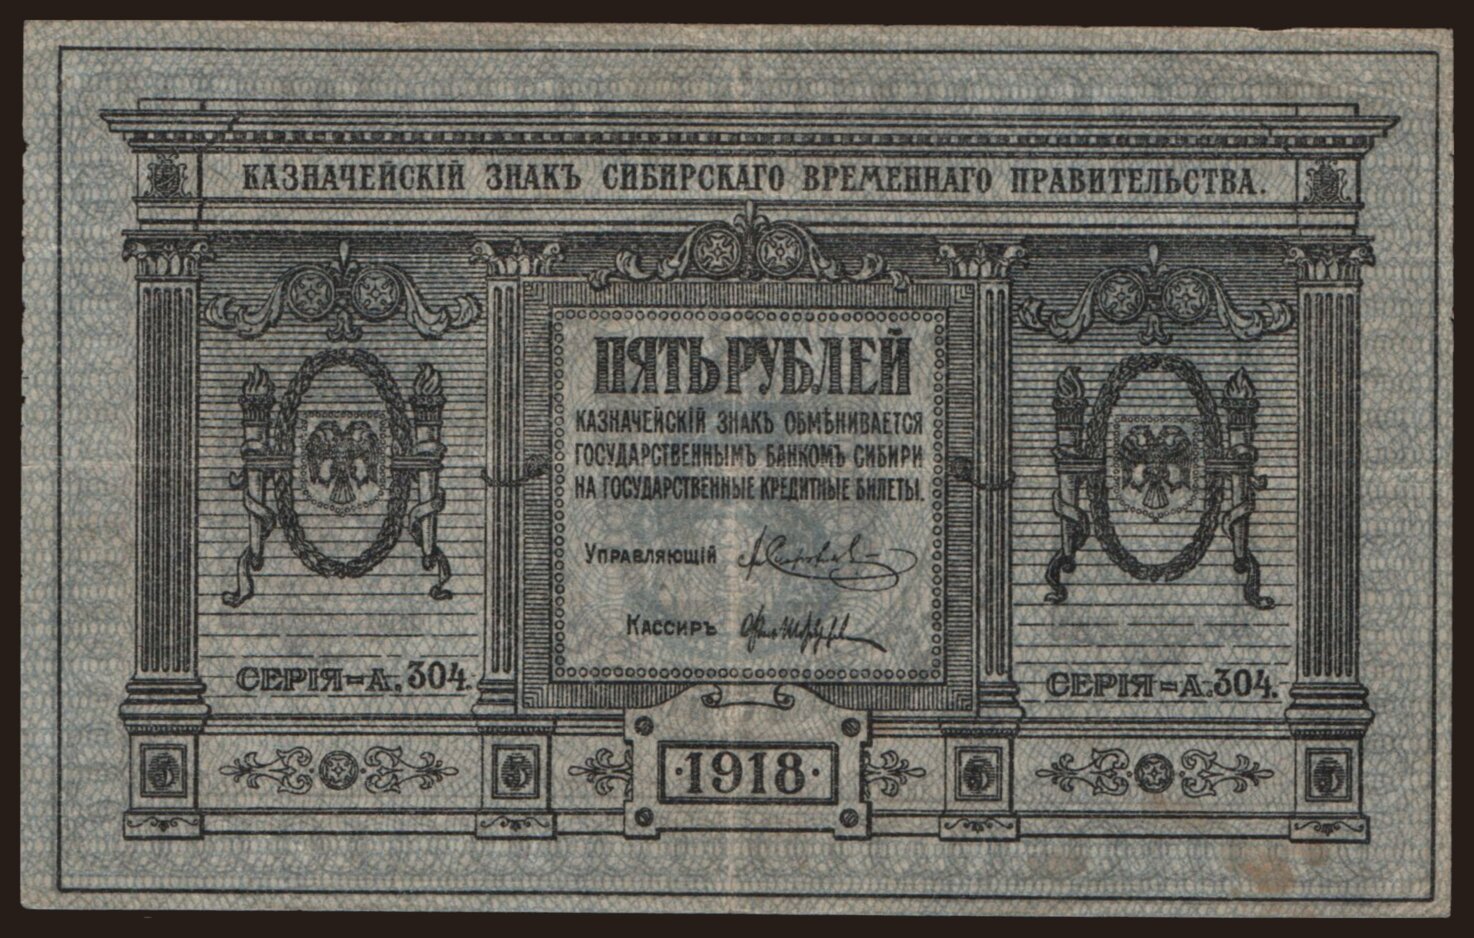 КАЗНАЧЕЙСКІЙ ЗНАКЪ СИБИРСКАГО ВРЕМЕННАГО ПРАВИТЕЛЬСТВА.
ПЯТЬ РУБЛЕЙ
КАЗНАЧЕЙСКІЙ ЗНАКЪ ОБМѢНИВАЕТСЯ
ГОСУДАРСТВЕННЫМЪ БАНКОМЪ СИБИРИ
НА ГОСУДАРСТВЕННЫЕ КРЕДИТНЫЕ БИЛЕТЫ.
УПРАВЛЯЮЩІЙ
КАССИРЪ
СЕРІЯ-А. 304.
СЕРІЯ-А. 304.
5 5 5 5
·1918·